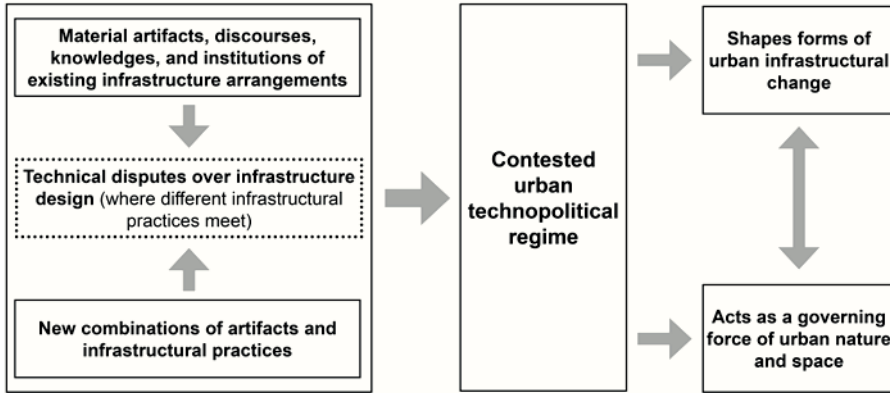 Material artifacts, discourses,
knowledges, and institutions of
existing infrastructure arrangements
Technical disputes over infrastructure
design (where different infrastructural
practices meet)
New combinations of artifacts and
infrastructural practices
Contested
urban
technopolitical
regime
Shapes forms of
urban infrastructural
change
Acts as a governing
force of urban nature
and space